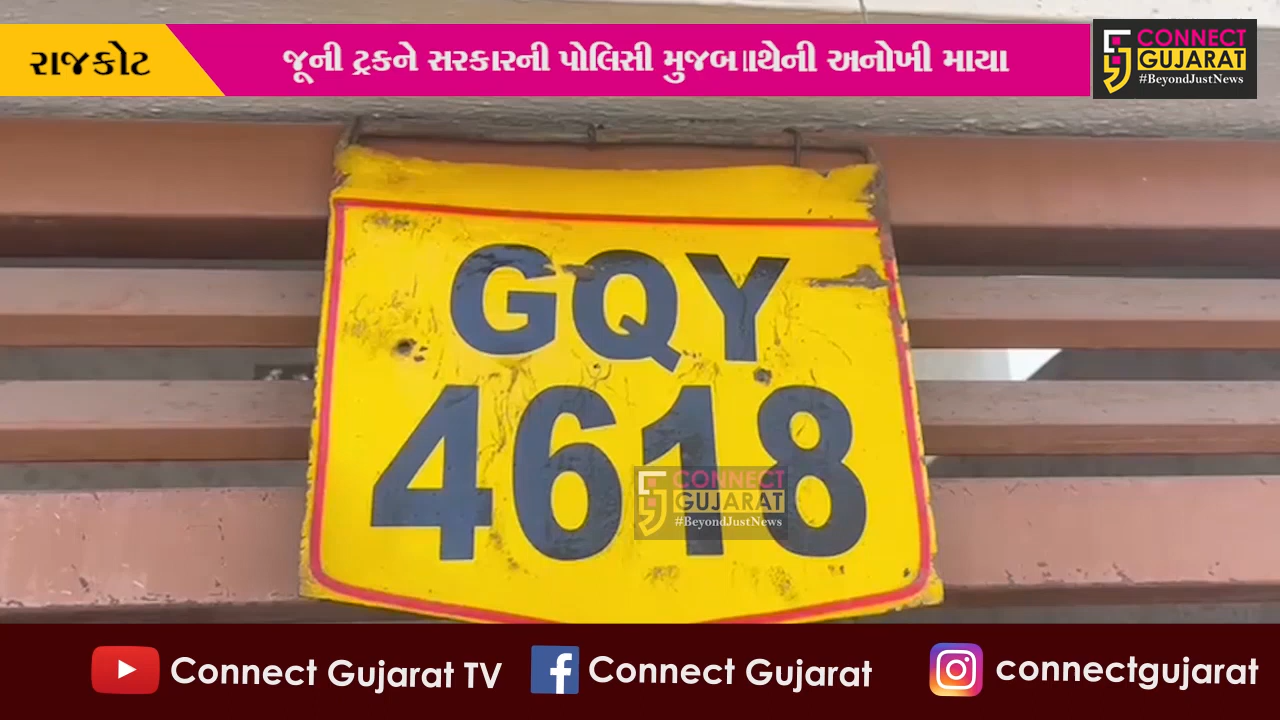 રાજકોટ
જૂની ટ્રકને સરકારની પોલિસી અનોખી માયા
CONNECT
GUJARAT
#BeyondJustNews
GQY
4618
CONNECT
GUJARAT
#BeyondJustNews
Connect Gujarat TV
Connect Gujarat
connectgujarat